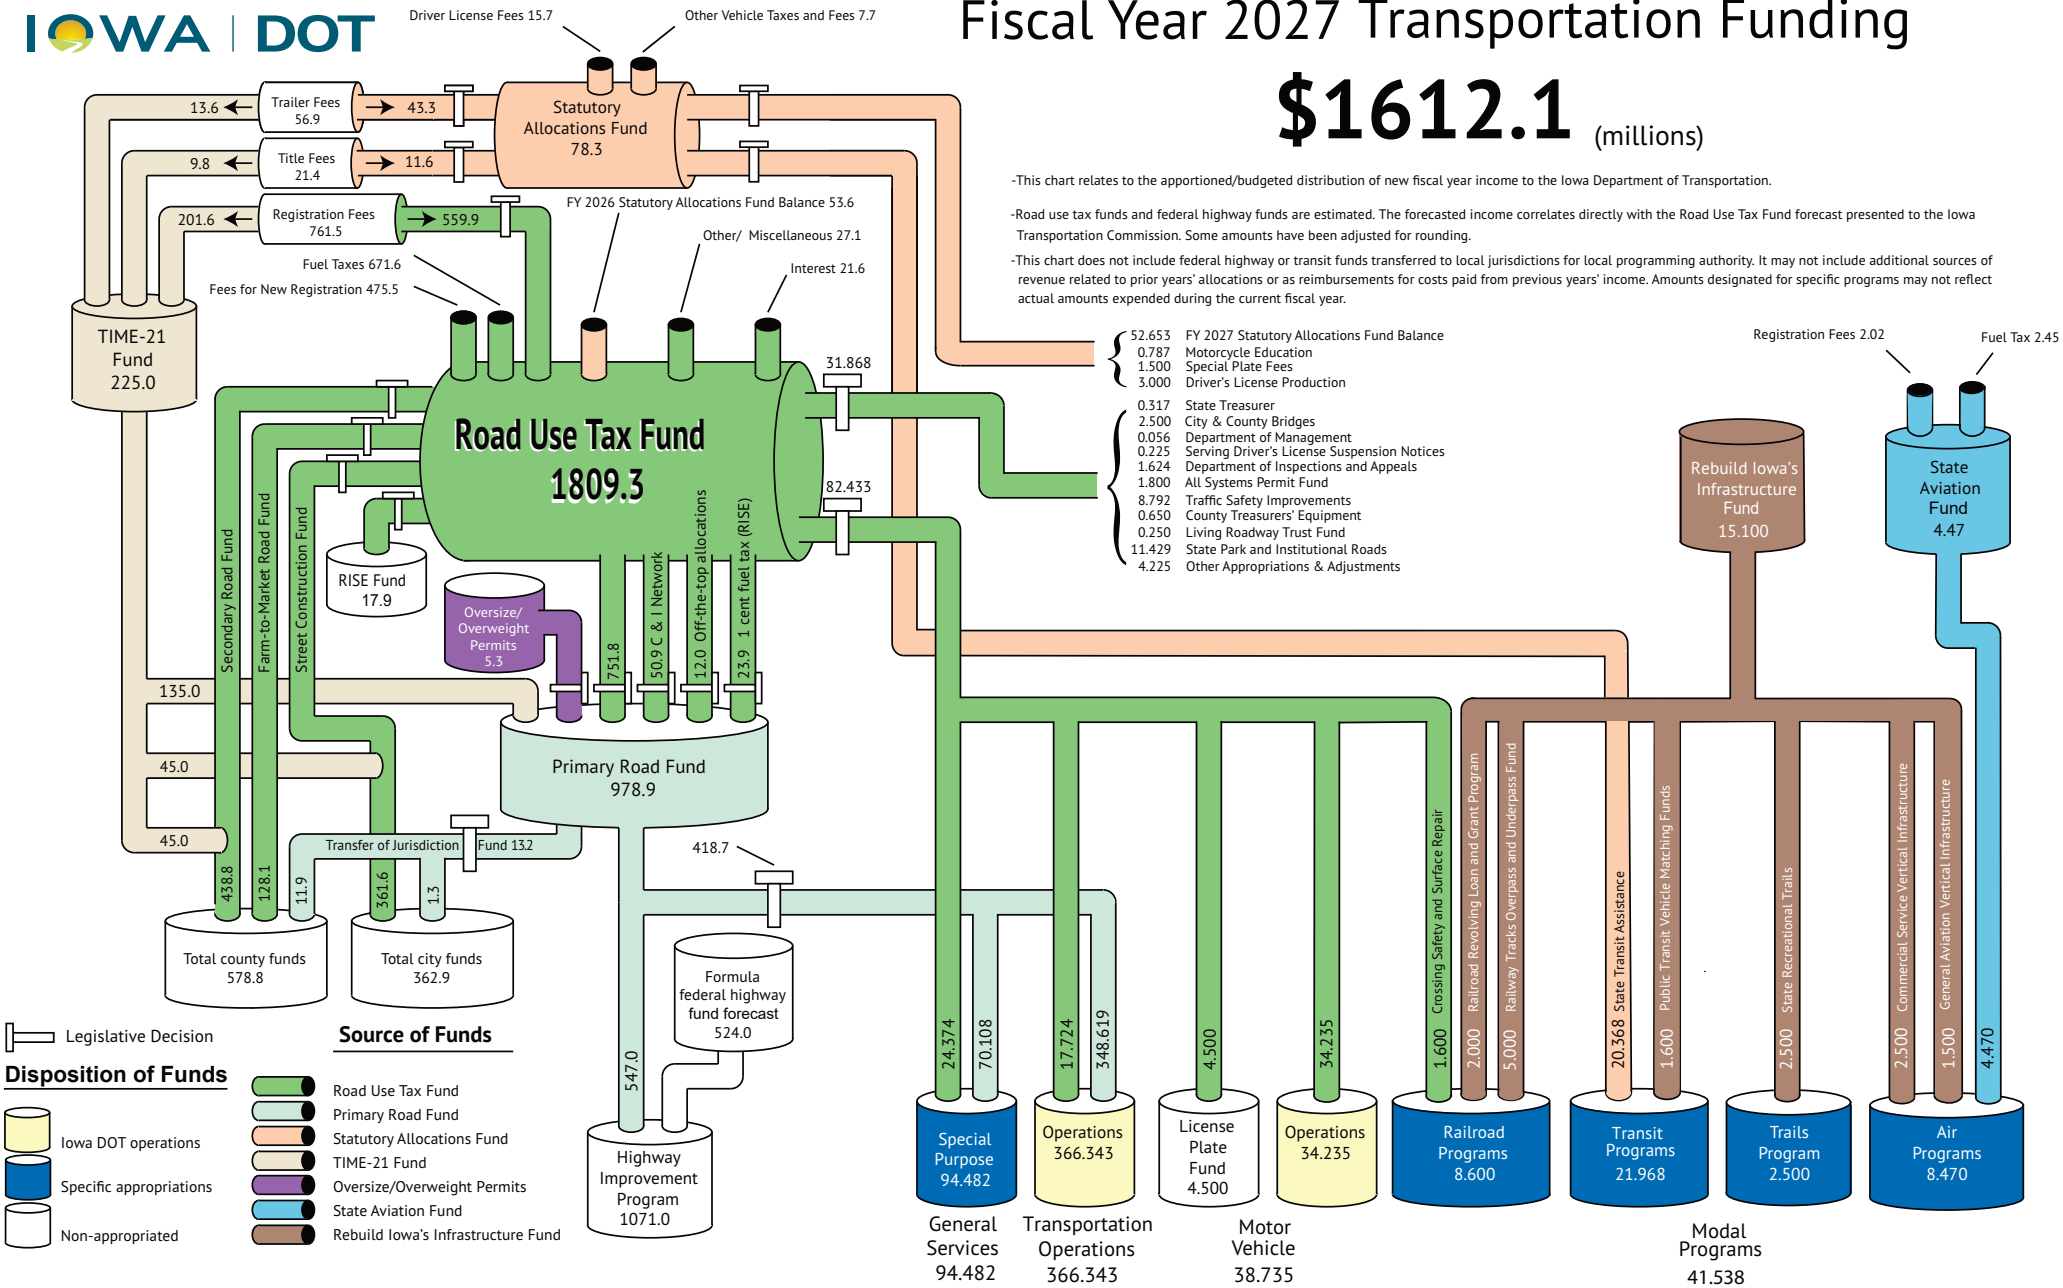 IOWA | DOT
Driver License Fees 15.7
Other Vehicle Taxes and Fees 7.7
Fiscal Year 2027 Transportation Funding
$1612.1 (millions)
13.6
Trailer Fees
56.9
43.3
Statutory
Allocations Fund
78.3
9.8
Title Fees
21.4
11.6
201.6
Registration Fees
761.5
559.9
FY 2026 Statutory Allocations Fund Balance 53.6
Other/ Miscellaneous 27.1
Interest 21.6
Fuel Taxes 671.6
Fees for New Registration 475.5
-This chart relates to the apportioned/budgeted distribution of new fiscal year income to the Iowa Department of Transportation.
-Road use tax funds and federal highway funds are estimated. The forecasted income correlates directly with the Road Use Tax Fund forecast presented to the Iowa
Transportation Commission. Some amounts have been adjusted for rounding.
-This chart does not include federal highway or transit funds transferred to local jurisdictions for local programming authority. It may not include additional sources of
revenue related to prior years' allocations or as reimbursements for costs paid from previous years' income. Amounts designated for specific programs may not reflect
actual amounts expended during the current fiscal year.
TIME-21
Fund
225.0
Road Use Tax Fund
1809.3
31.868
82.433
52.653 FY 2027 Statutory Allocations Fund Balance
0.787 Motorcycle Education
1.500 Special Plate Fees
3.000 Driver's License Production
0.317 State Treasurer
2.500 City & County Bridges
0.056 Department of Management
0.225 Serving Driver's License Suspension Notices
1.624 Department of Inspections and Appeals
1.800 All Systems Permit Fund
8.792 Traffic Safety Improvements
0.650 County Treasurers' Equipment
0.250 Living Roadway Trust Fund
11.429 State Park and Institutional Roads
4.225 Other Appropriations & Adjustments
Registration Fees 2.02
Fuel Tax 2.45
Rebuild Iowa's
Infrastructure
Fund
15.100
State
Aviation
Fund
4.47
Secondary Road Fund
Farm-to-Market Road Fund
Street Construction Fund
RISE Fund
17.9
Oversize/
Overweight
Permits
5.3
751.8
50.9 C & I Network
12.0 Off-the-top allocations
23.9 1 cent fuel tax (RISE)
135.0
45.0
45.0
Primary Road Fund
978.9
Transfer of Jurisdiction Fund 13.2
418.7
438.8
128.1
11.9
361.6
1.3
Total county funds
578.8
Total city funds
362.9
Formula
federal highway
fund forecast
524.0
547.0
Highway
Improvement
Program
1071.0
24.374
70.108
17.724
348.619
4.500
34.235
1.600 Crossing Safety and Surface Repair
2.000 Railroad Revolving Loan and Grant Program
5.000 Railway Tracks Overpass and Underpass Fund
20.368 State Transit Assistance
1.600 Public Transit Vehicle Matching Funds
2.500 State Recreational Trails
2.500 Commercial Service Vertical Infrastructure
1.500 General Aviation Vertical Infrastructure
4.470
Special
Purpose
94.482
Operations
366.343
License
Plate
Fund
4.500
Operations
34.235
Railroad
Programs
8.600
Transit
Programs
21.968
Trails
Program
2.500
Air
Programs
8.470
General
Services
94.482
Transportation
Operations
366.343
Motor
Vehicle
38.735
Modal
Programs
41.538
Legislative Decision
Disposition of Funds
Iowa DOT operations
Specific appropriations
Non-appropriated
Source of Funds
Road Use Tax Fund
Primary Road Fund
Statutory Allocations Fund
TIME-21 Fund
Oversize/Overweight Permits
State Aviation Fund
Rebuild Iowa's Infrastructure Fund